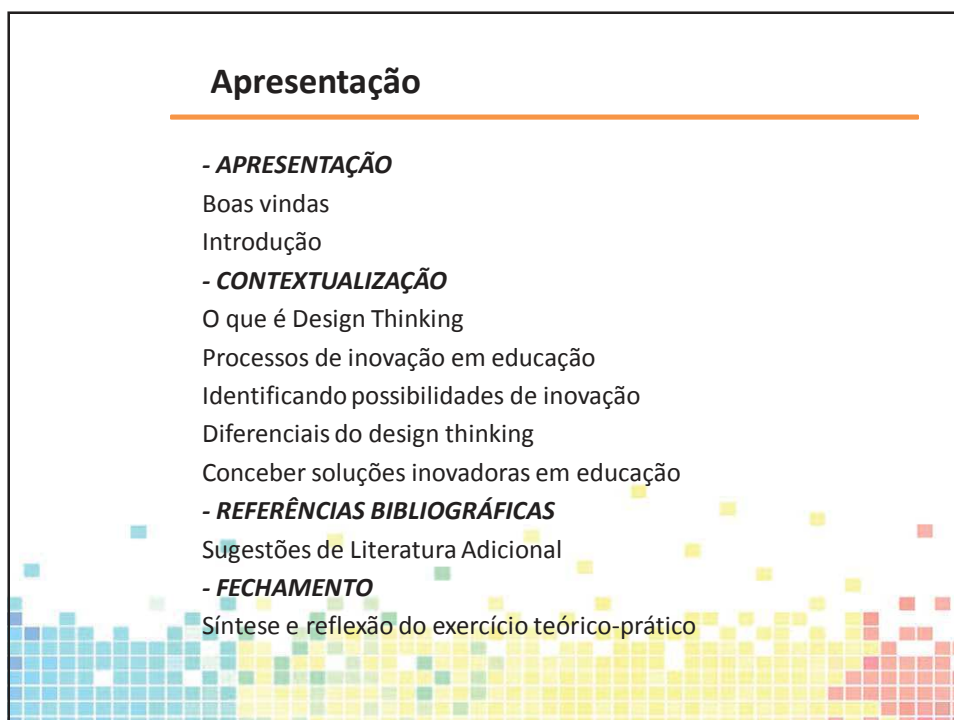 Apresentação
- APRESENTAÇÃO
Boas vindas
Introdução
- CONTEXTUALIZAÇÃO
O que é Design Thinking
Processos de inovação em educação
Identificando possibilidades de inovação
Diferenciais do design thinking
Conceber soluções inovadoras em educação
- REFERÊNCIAS BIBLIOGRÁFICAS
Sugestões de Literatura Adicional
- FECHAMENTO
Síntese e reflexão do exercício teórico-prático